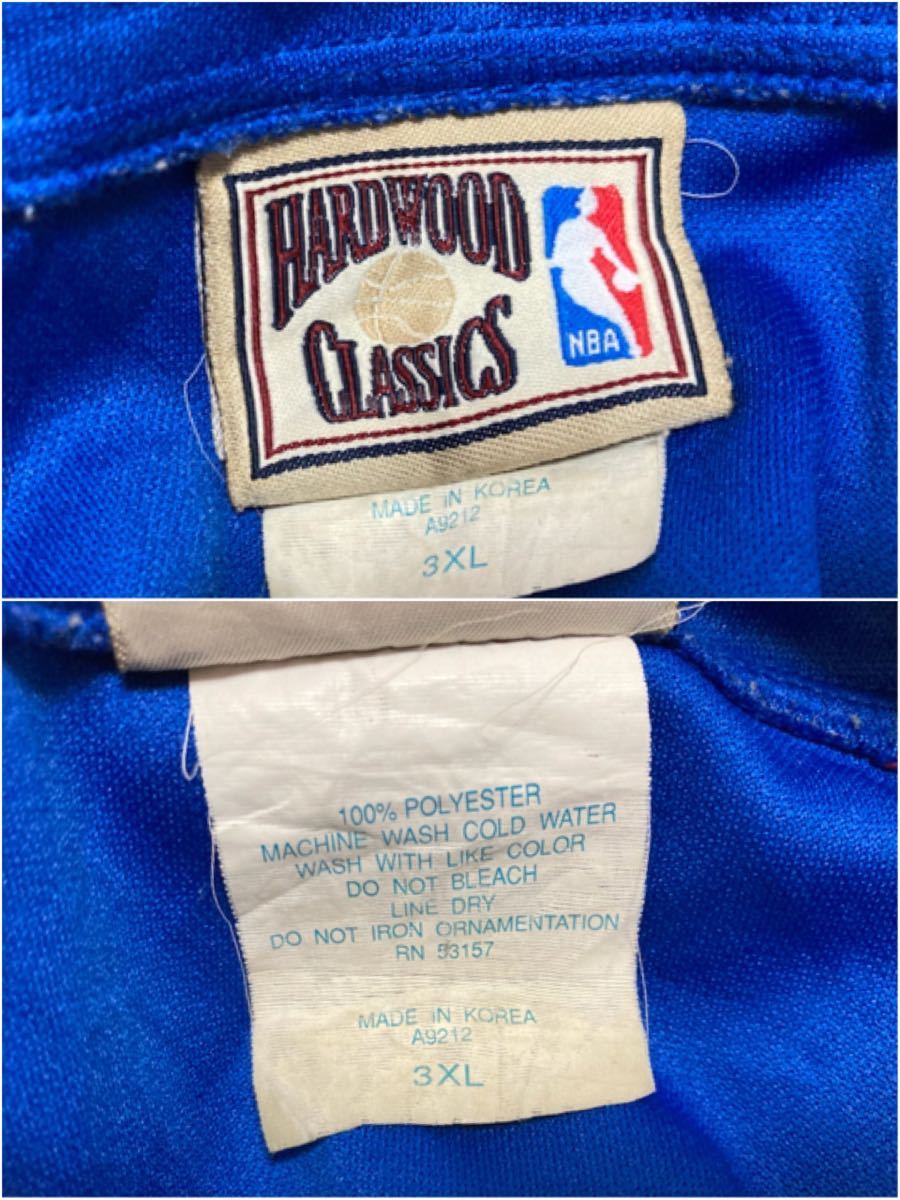 HARDWOOD
CLASSICS
NBA
MADE IN KOREA
A9212
3XL
100% POLYESTER
MACHINE WASH COLD WATER
WASH WITH LIKE COLOR
DO NOT BLEACH
LINE DRY
DO NOT IRON ORNAMENTATION
RN 53157
MADE IN KOREA
A9212
3XL